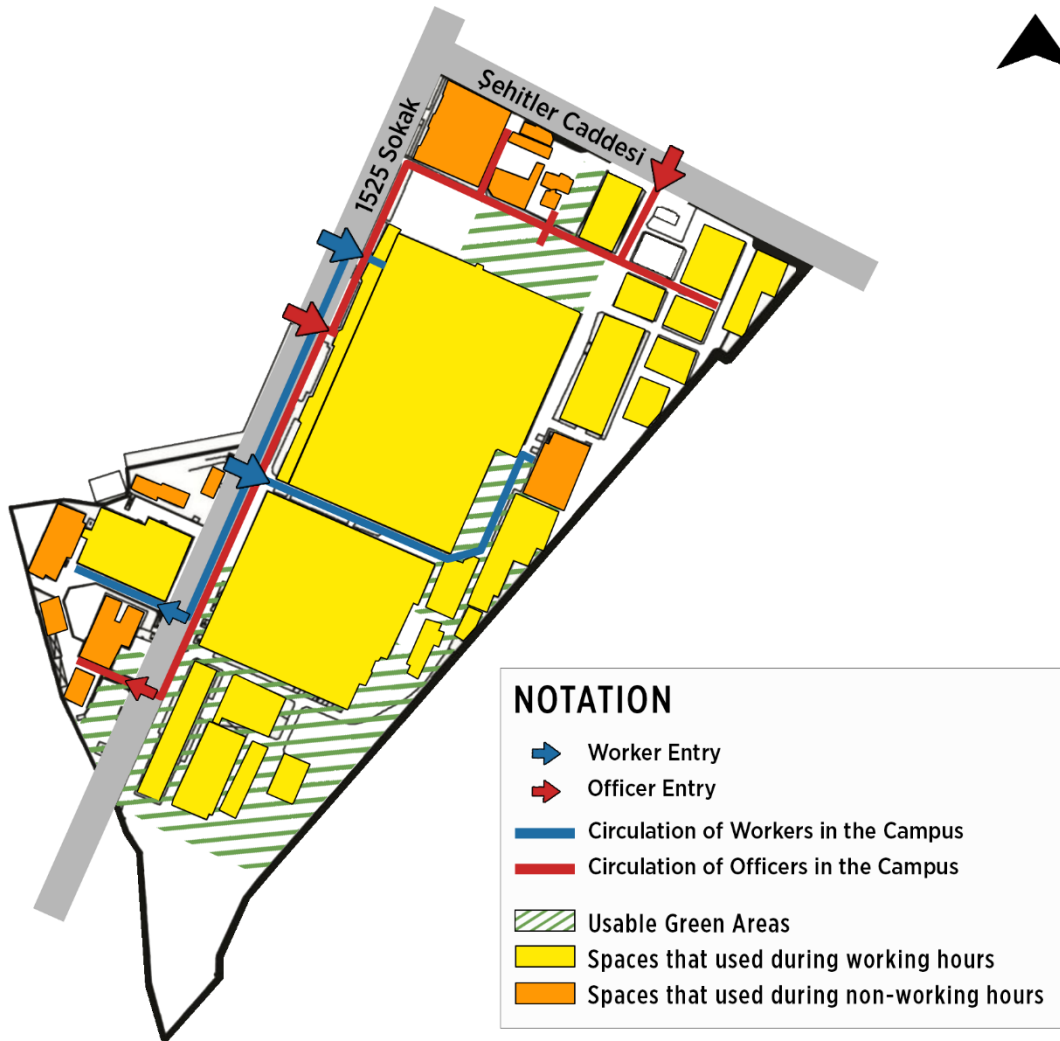 Şehitler Caddesi
1525 Sokak
NOTATION
Worker Entry
Officer Entry
Circulation of Workers in the Campus
Circulation of Officers in the Campus
Usable Green Areas
Spaces that used during working hours
Spaces that used during non-working hours